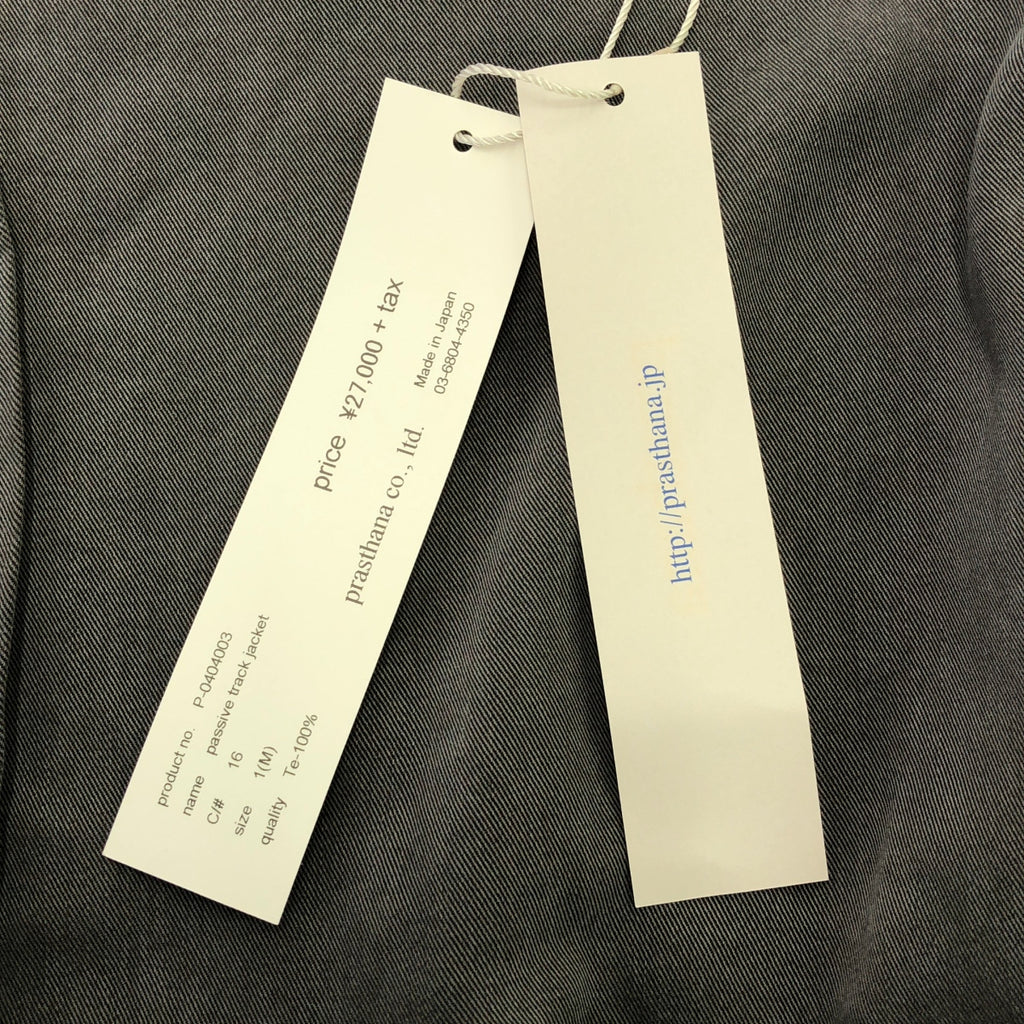 product no. P-0404003
name passive track jacket
C/# 16
size 1(M)
quality Te-100%
price ¥27,000 + tax
prasthana co., ltd.
Made in Japan
03-6804-4350
http://prasthana.jp